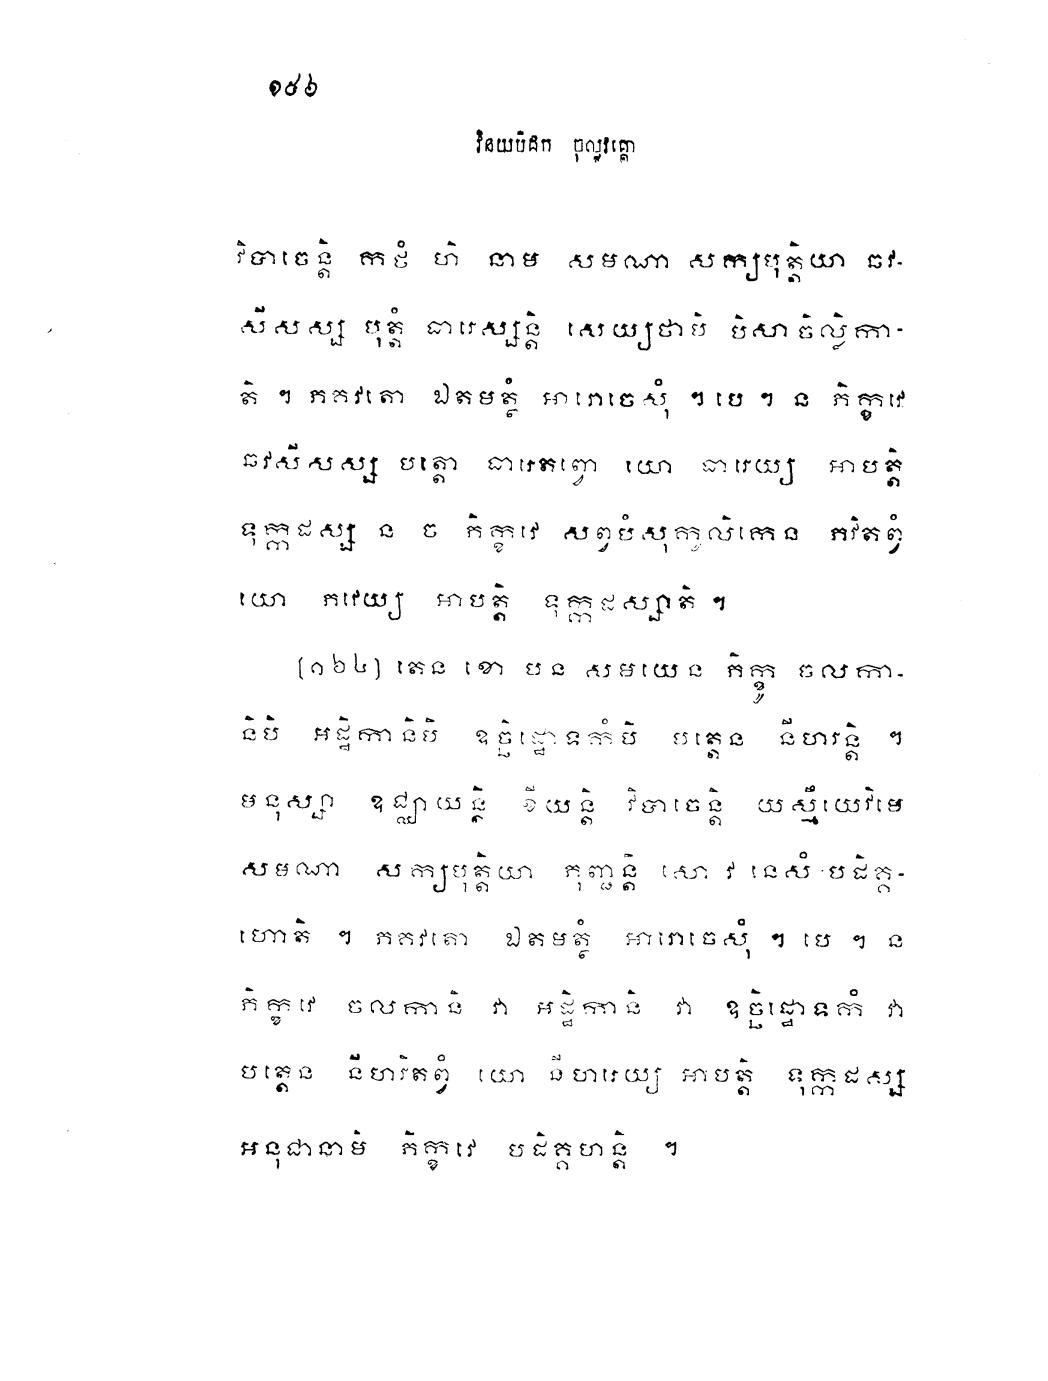 ១៥៦
វិនយបិដក ចុល្លវគ្គោ
វិបាចេន្តិ កថំ ហិ នាម សមណា សក្យបុត្តិយា ឆវ-
សីសស្ស បុត្តំ ធារេស្សន្តិ សេយ្យថាបិ បិសាចិល្លិកា-
តិ ។ ភគវតោ ឯតមត្ថំ អារោចេសុំ ។ បេ ។ ន ភិក្ខវេ
ឆវសីសស្ស បត្តោ ធារេតព្វោ យោ ធារេយ្យ អាបត្តិ
ទុក្កដស្ស ន ច ភិក្ខវេ សព្វបំសុកូលិកេន ភវិតព្វំ
យោ ភវេយ្យ អាបត្តិ ទុក្កដស្សាតិ ។
(១៦៤) តេន ខោ បន សមយេន ភិក្ខូ ចលកា-
និបិ អដ្ឋិកានិបិ ឧច្ឆិដ្ឋោទកំបិ បត្តេន នីហរន្តិ ។
មនុស្សា ឧជ្ឈាយន្តិ ខីយន្តិ វិបាចេន្តិ យស្មឹយេវិមេ
សមណា សក្យបុត្តិយា ភុញ្ជន្តិ សោ វ នេសំ បដិគ្គ-
ហោតិ ។ ភគវតោ ឯតមត្ថំ អារោចេសុំ ។ បេ ។ ន
ភិក្ខវេ ចលកានិ វា អដ្ឋិកានិ វា ឧច្ឆិដ្ឋោទកំ វា
បត្តេន នីហរិតព្វំ យោ នីហរេយ្យ អាបត្តិ ទុក្កដស្ស
អនុជានាមិ ភិក្ខវេ បដិគ្គហន្តិ ។